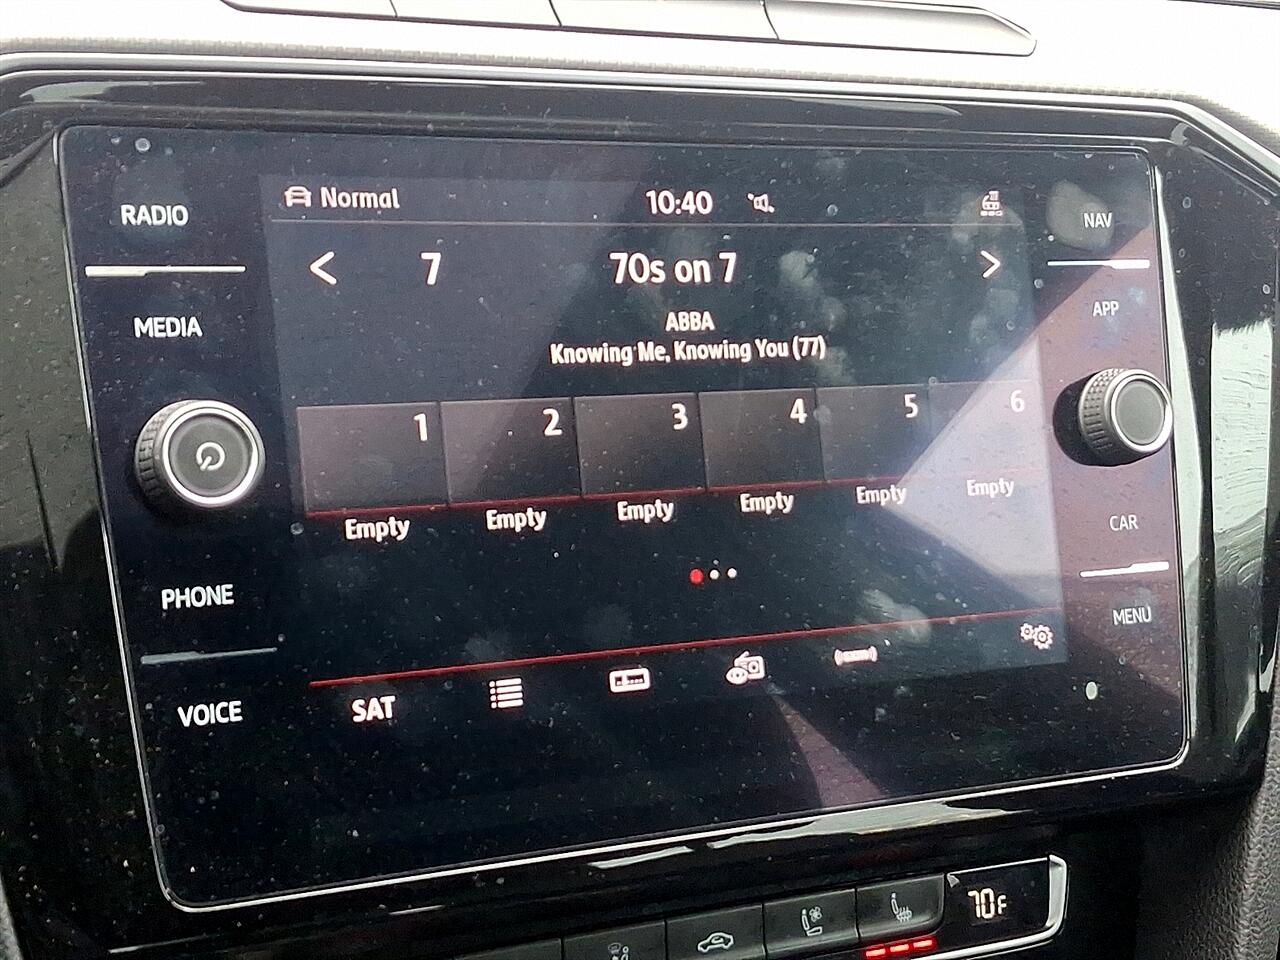 RADIO
Normal
10:40
NAV
MEDIA
7
70s on 7
APP
ABBA
Knowing Me, Knowing You (77)
1 2 3 4 5 6
Empty Empty Empty Empty Empty Empty
CAR
PHONE
MENU
VOICE
SAT
70F